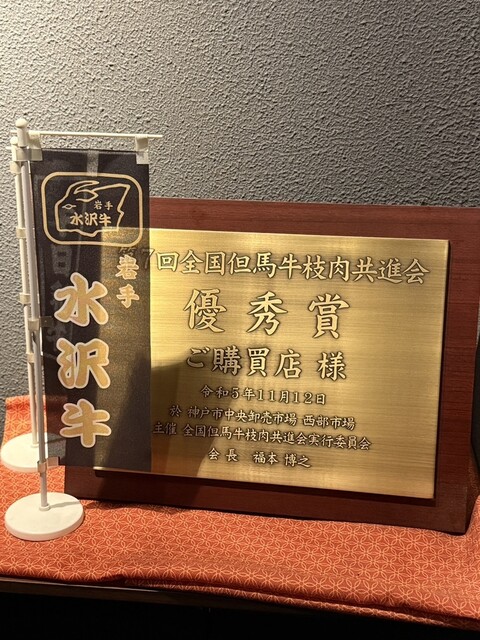 岩手
水沢牛
岩手
水沢牛
第7回全国但馬牛枝肉共進会
優秀賞
ご購買店 様
令和5年11月12日
於 神戸市中央卸売市場 西部市場
主催 全国但馬牛枝肉共進会実行委員会
会長 福本 博之